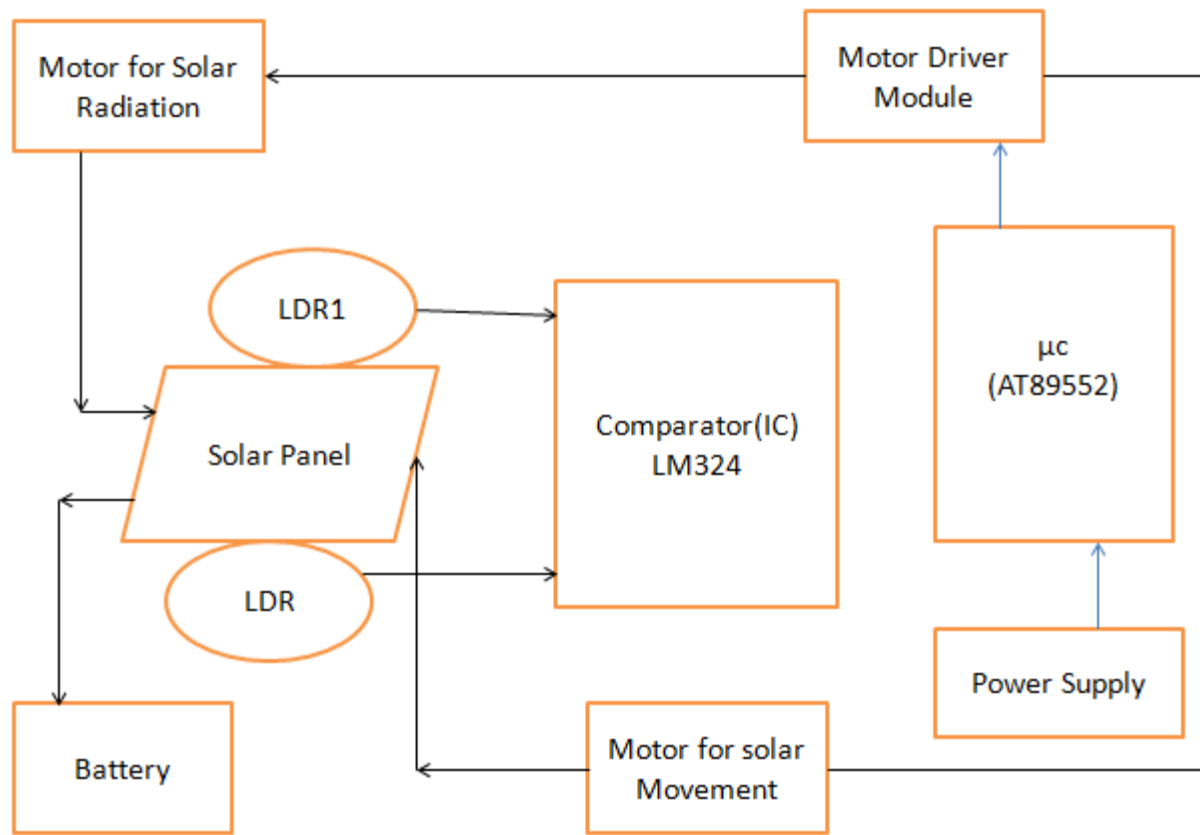 Motor for Solar
Radiation
Motor Driver
Module
LDR1
µc
(AT89552)
Comparator(IC)
LM324
Solar Panel
LDR
Power Supply
Battery
Motor for solar
Movement